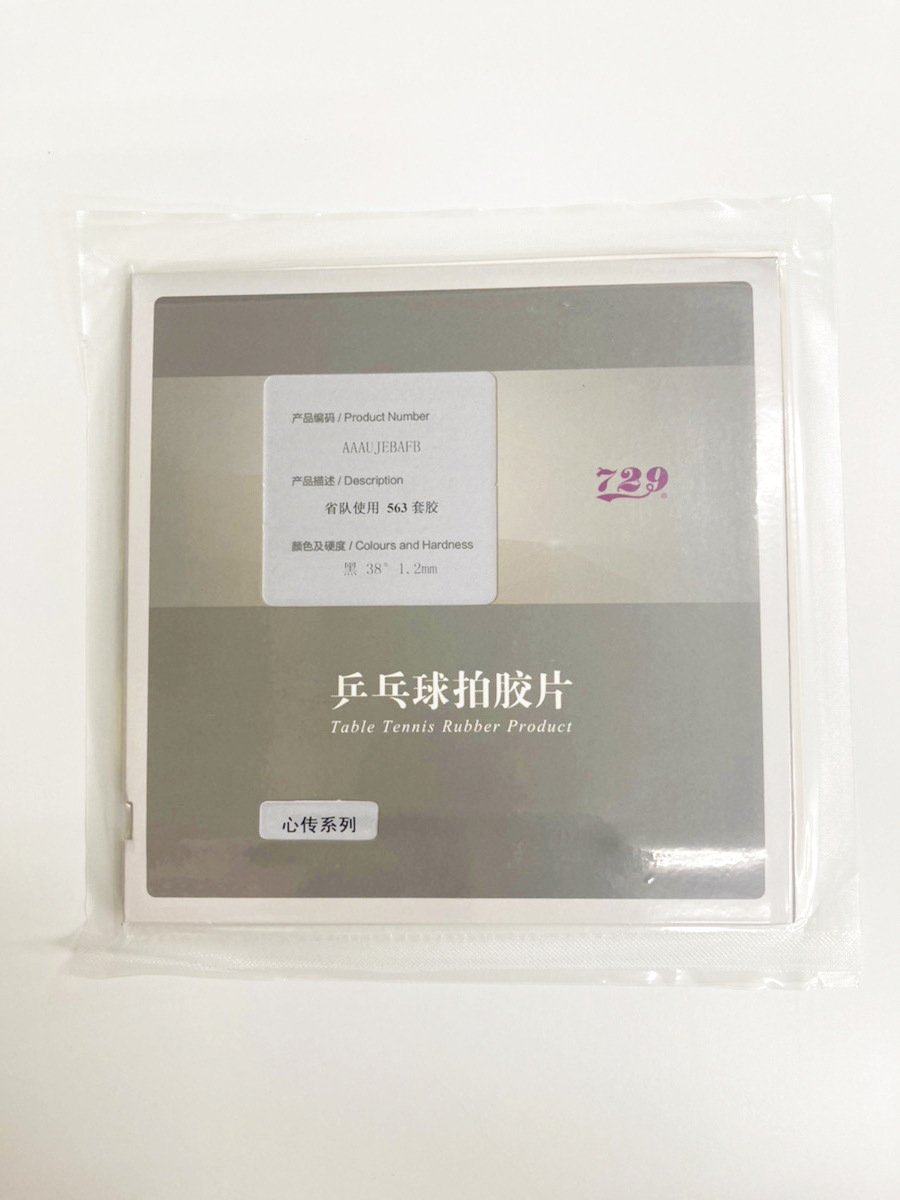 产品编码 / Product Number
AAAUJEBAFB
产品描述 / Description
省队使用 563 套胶
颜色及硬度 / Colours and Hardness
黑 38° 1.2mm
729®
乒乓球拍胶片
Table Tennis Rubber Product
心传系列